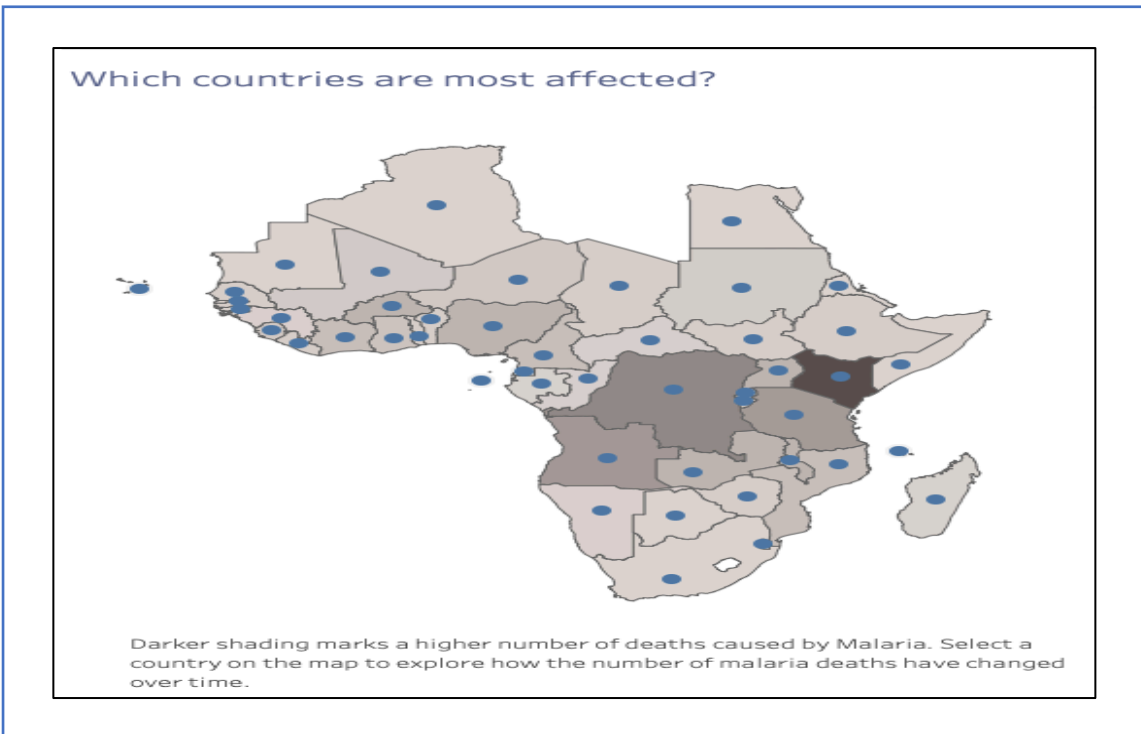 Which countries are most affected?
Darker shading marks a higher number of deaths caused by Malaria. Select a
country on the map to explore how the number of malaria deaths have changed
over time.